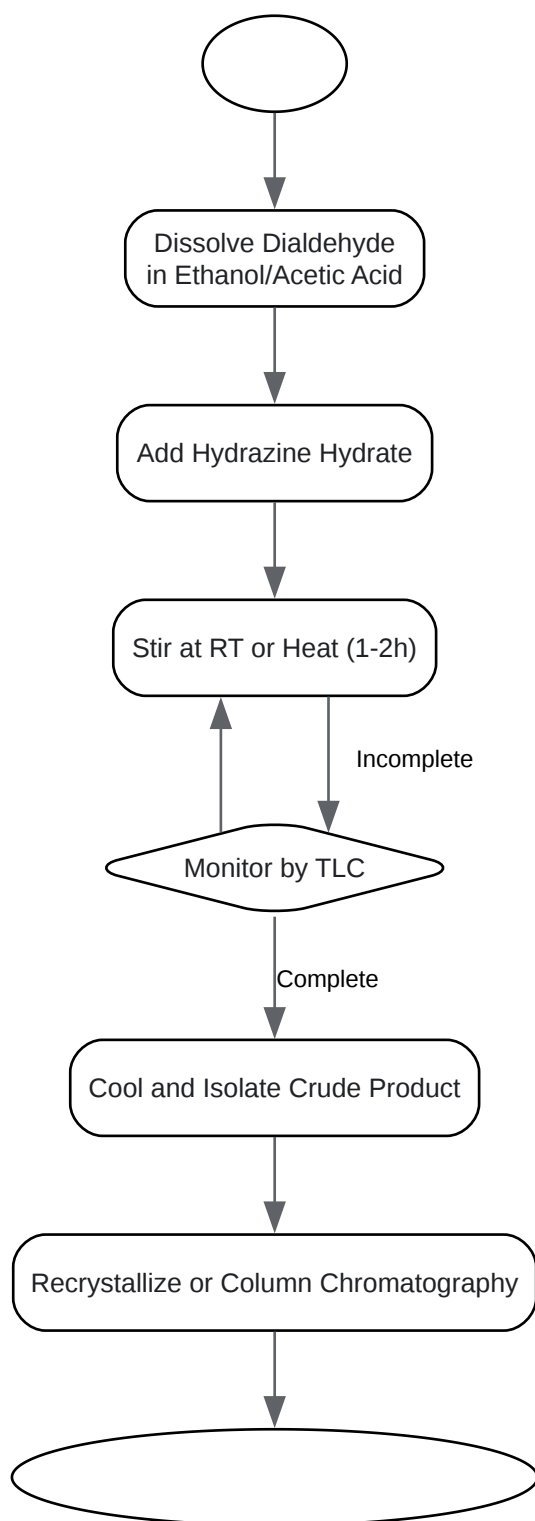 Dissolve Dialdehyde
in Ethanol/Acetic Acid
Add Hydrazine Hydrate
Stir at RT or Heat (1-2h)
Incomplete
Monitor by TLC
Complete
Cool and Isolate Crude Product
Recrystallize or Column Chromatography